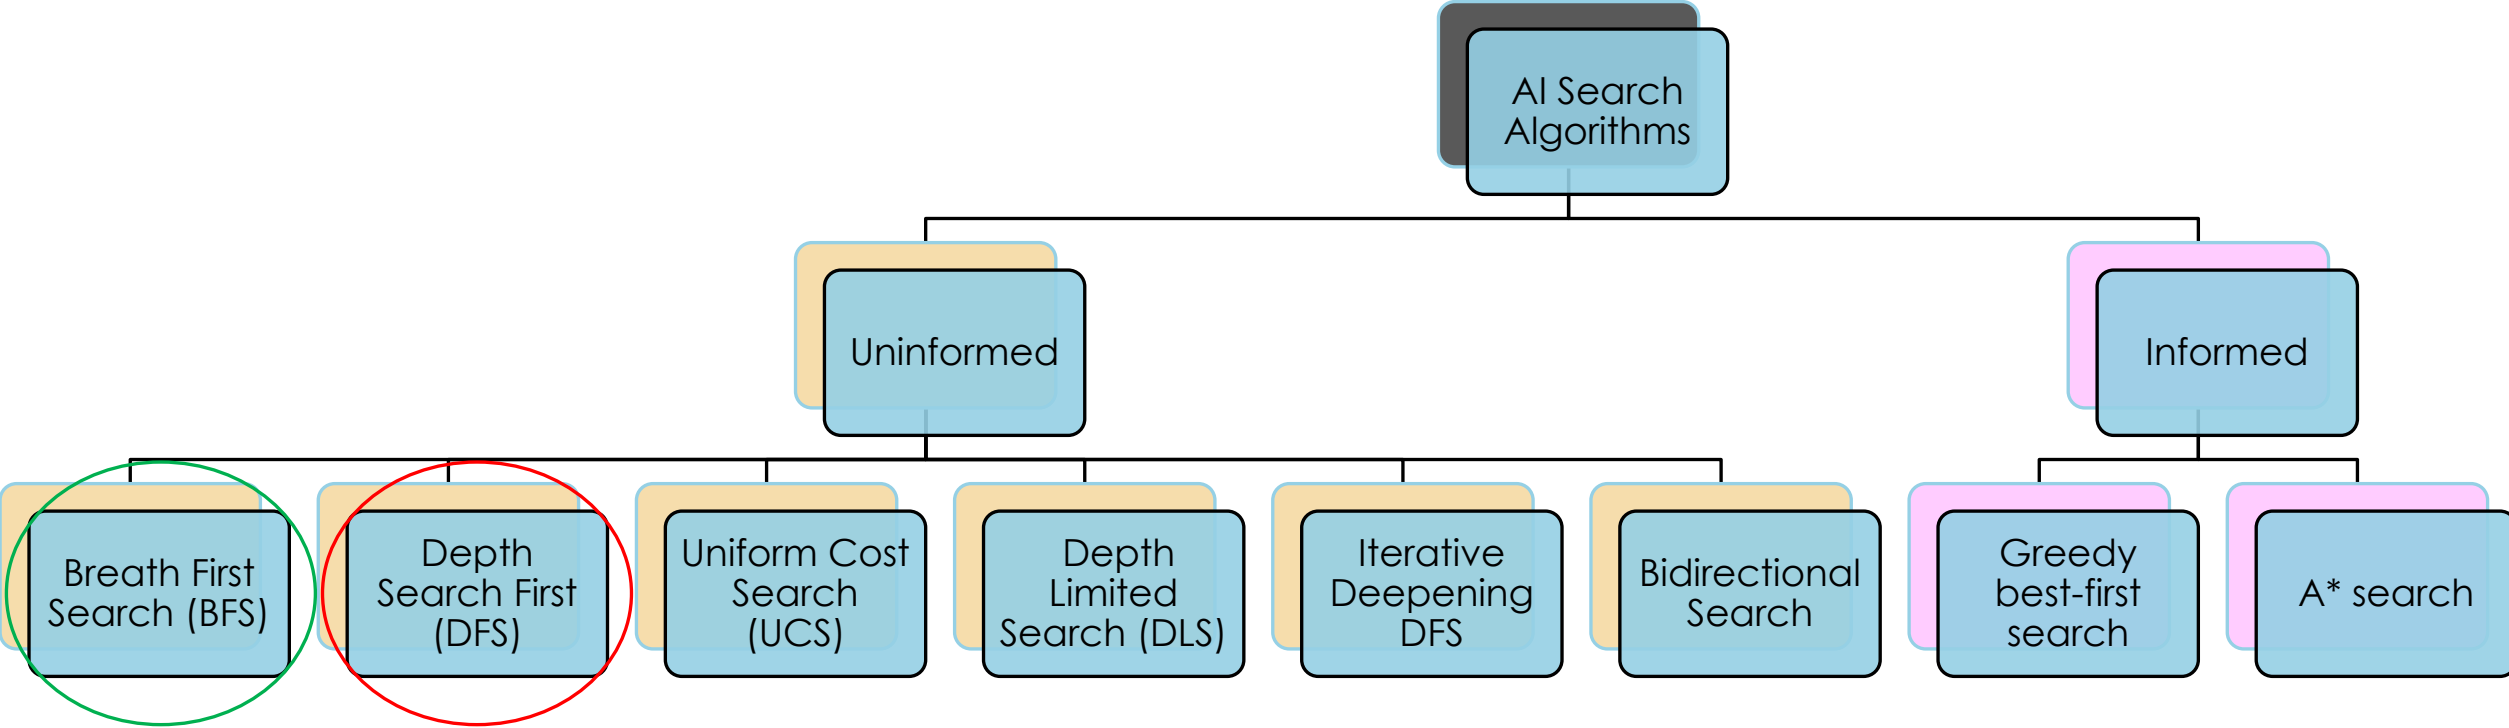 AI Search
Algorithms
Uninformed
Informed
Breath First
Search (BFS)
Depth
Search First
(DFS)
Uniform Cost
Search
(UCS)
Depth
Limited
Search (DLS)
Iterative
Deepening
DFS
Bidirectional
Search
Greedy
best-first
search
A* search